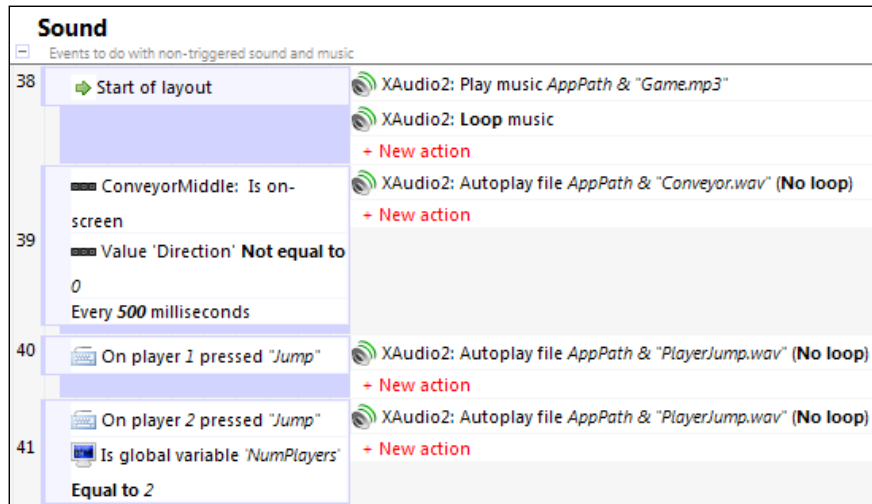 Sound
Events to do with non-triggered sound and music
38
Start of layout
XAudio2: Play music AppPath & "Game.mp3"
XAudio2: Loop music
+ New action
39
ConveyorMiddle: Is on-
screen
Value 'Direction' Not equal to
0
Every 500 milliseconds
XAudio2: Autoplay file AppPath & "Conveyor.wav" (No loop)
+ New action
40
On player 1 pressed "Jump"
XAudio2: Autoplay file AppPath & "PlayerJump.wav" (No loop)
+ New action
41
On player 2 pressed "Jump"
Is global variable 'NumPlayers'
Equal to 2
XAudio2: Autoplay file AppPath & "PlayerJump.wav" (No loop)
+ New action